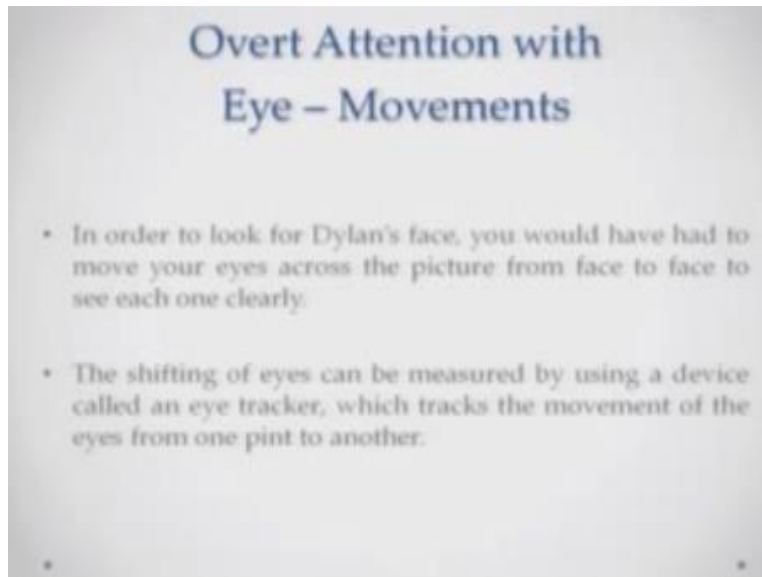 Overt Attention with
Eye – Movements
• In order to look for Dylan's face, you would have had to
move your eyes across the picture from face to face to
see each one clearly.
• The shifting of eyes can be measured by using a device
called an eye tracker, which tracks the movement of the
eyes from one pint to another.